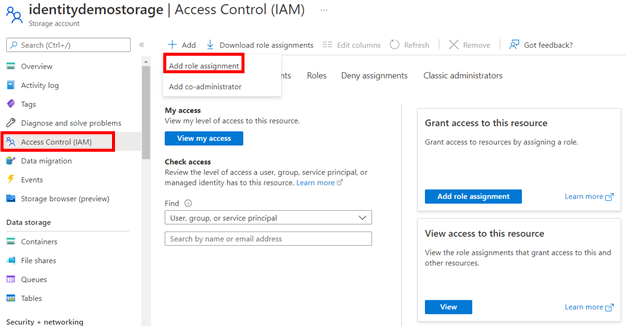 identitydemostorage | Access Control (IAM) ...
Storage account
Search (Ctrl+/)
«
Overview
Activity log
Tags
Diagnose and solve problems
Access Control (IAM)
Data migration
Events
Storage browser (preview)
Data storage
Containers
File shares
Queues
Tables
Security + networking
+ Add
Download role assignments
Edit columns
Refresh
Remove
Got feedback?
Add role assignment
Add co-administrator
Roles
Deny assignments
Classic administrators
My access
View my level of access to this resource.
View my access
Check access
Review the level of access a user, group, service principal, or
managed identity has to this resource. Learn more
Find
User, group, or service principal
Search by name or email address
Grant access to this resource
Grant access to resources by assigning a role.
Add role assignment
Learn more
View access to this resource
View the role assignments that grant access to this and
other resources.
View
Learn more